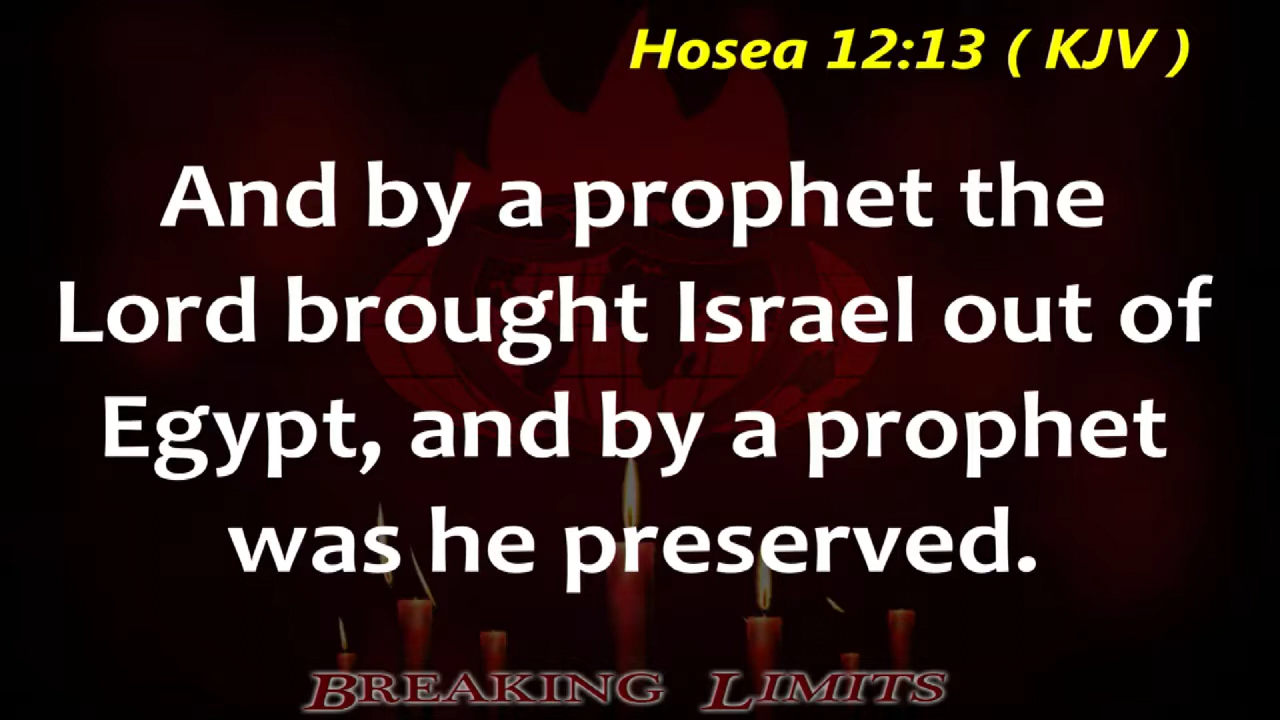 Hosea 12:13 ( KJV )
And by a prophet the
Lord brought Israel out of
Egypt, and by a prophet
was he preserved.
BREAKING LIMITS